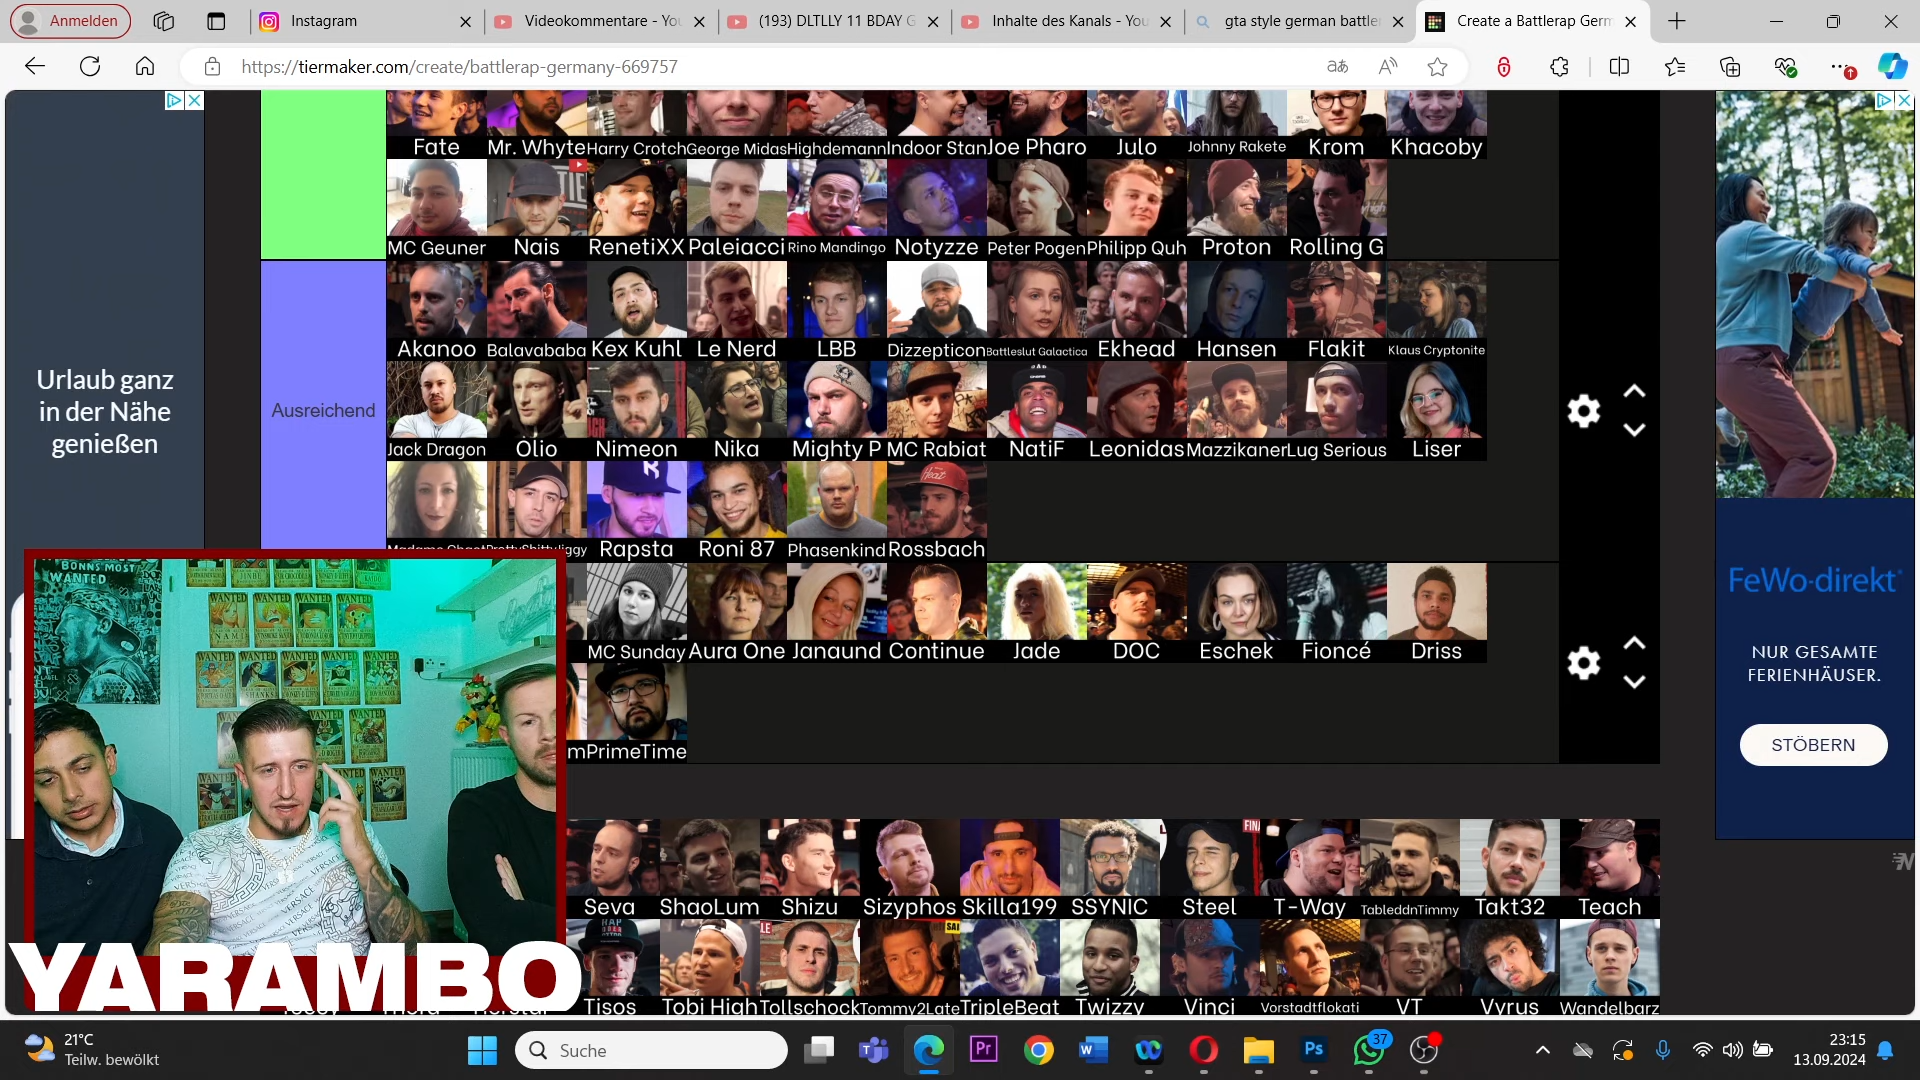 Anmelden
Instagram
Videokommentare - You
(193) DLTLLY 11 BDAY G
Inhalte des Kanals - You
gta style german battle
Create a Battlerap Germ
https://tiermaker.com/create/battlerap-germany-669757
Fate Mr. Whyte Harry Crotch George Midas Highdemann Indoor Stan Joe Pharo Julo Johnny Rakete Krom Khacoby
MC Geuner Nais RenetiXX Paleiacci Rino Mandingo Notyzze Peter Pogen Philipp Quh Proton Rolling G
Akanoo Balavababa Kex Kuhl Le Nerd LBB Dizzepticon Battleslut Galactica Ekhead Hansen Flakit Klaus Cryptonite
Ausreichend
Jack Dragon Ölio Nimeon Nika Mighty P MC Rabiat NatiF Leonidas Mazzikaner Lug Serious Liser
Rapsta Roni 87 Phasenkind Rossbach
MC Sunday Aura One Janaund Continue Jade DOC Eschek Fioncé Driss
m PrimeTime
Seva ShaoLum Shizu Sizyphos Skilla199 SSYNIC Steel T-Way TableddnTimmy Takt32 Teach
Tisos Tobi High Tollschock Tommy2Late TripleBeat Twizzy Vinci Vorstadtflokati VT Vyrus Wandelbarz
Urlaub ganz
in der Nähe
genießen
FeWo-direkt
NUR GESAMTE
FERIENHÄUSER.
STÖBERN
BONNS MOST
WANTED
YARAMBO
21°C
Teilw. bewölkt
Suche
37
23:15
13.09.2024